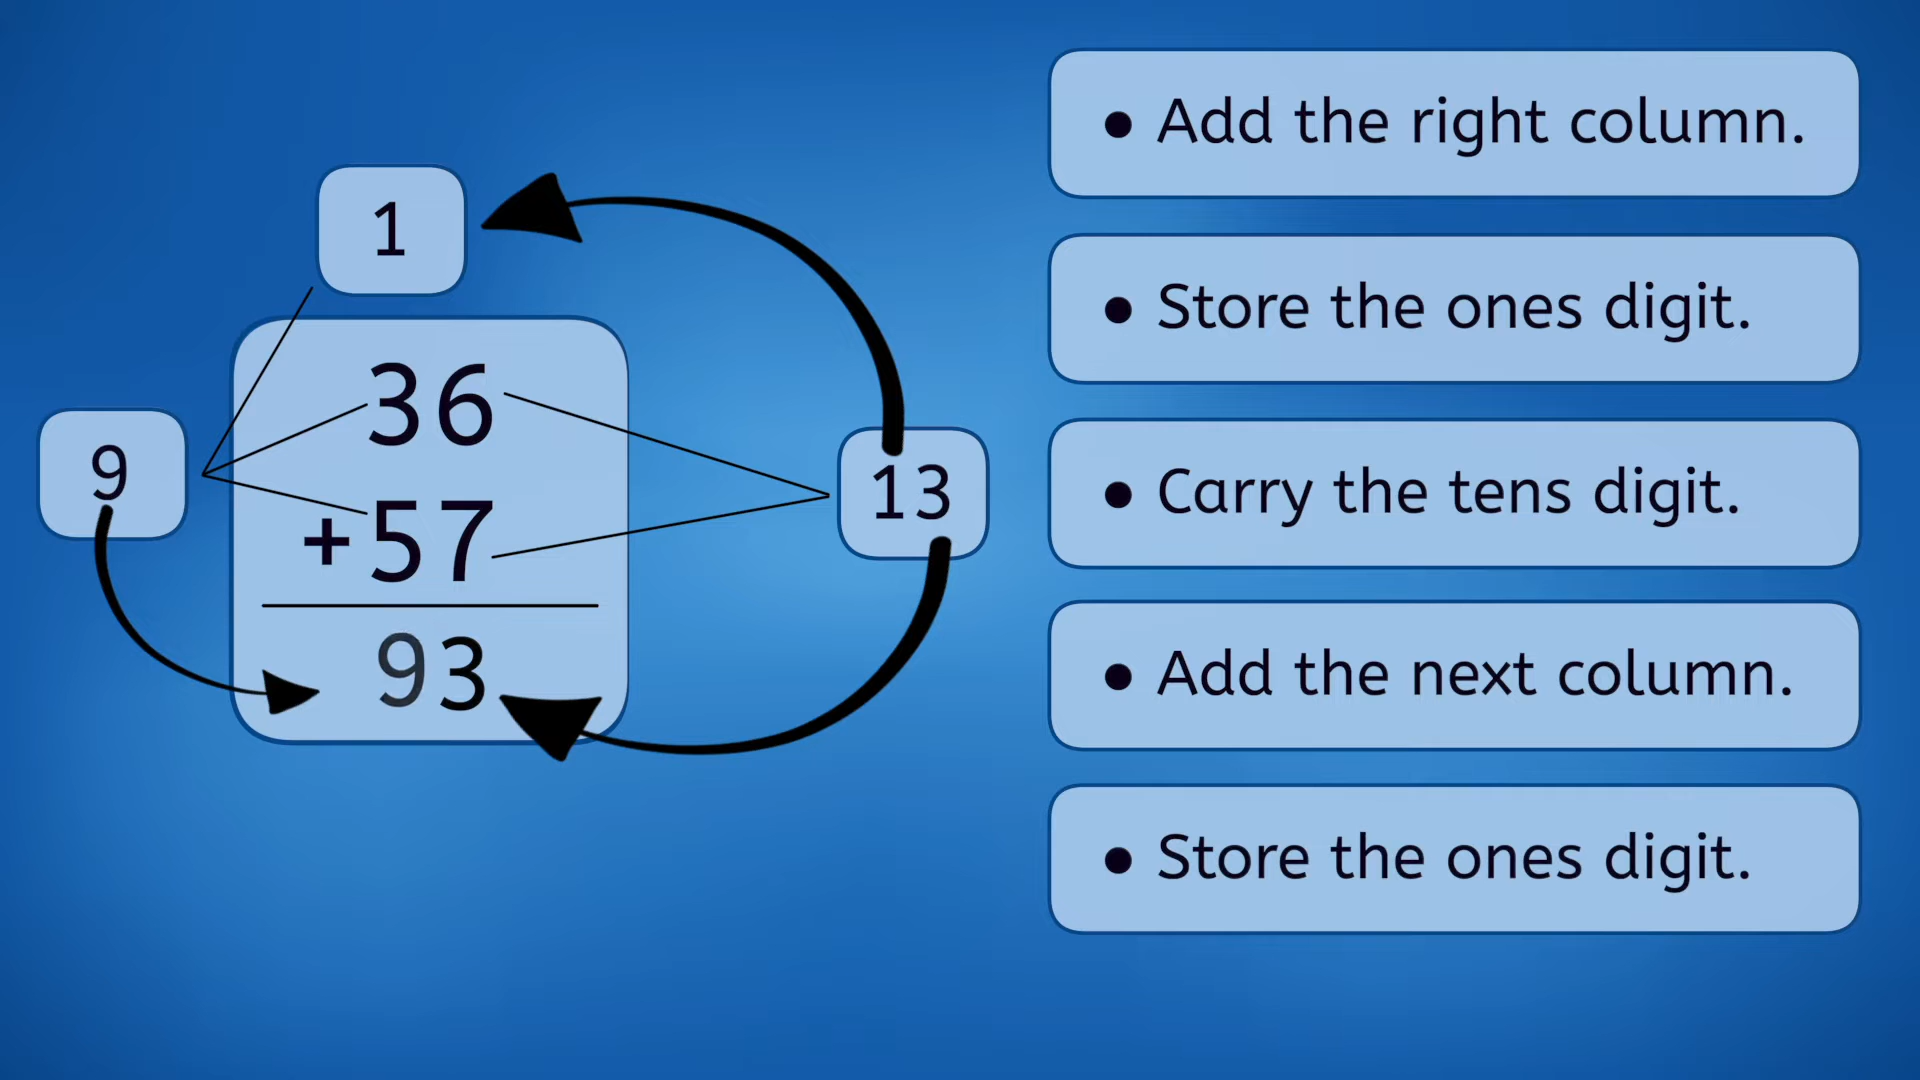 1
36
9
13
+57
93
• Add the right column.
• Store the ones digit.
• Carry the tens digit.
• Add the next column.
• Store the ones digit.